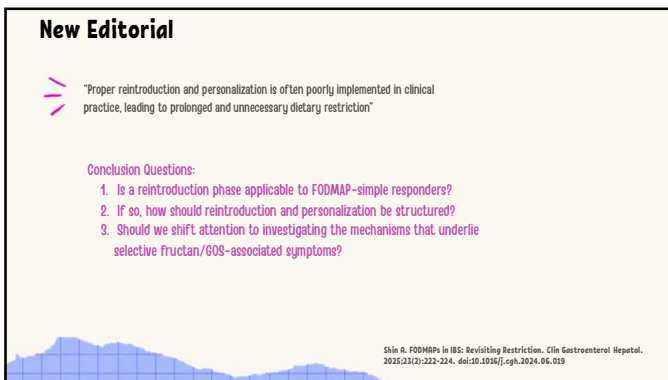 New Editorial
"Proper reintroduction and personalization is often poorly implemented in clinical
practice, leading to prolonged and unnecessary dietary restriction"
Conclusion Questions:
1. Is a reintroduction phase applicable to FODMAP-simple responders?
2. If so, how should reintroduction and personalization be structured?
3. Should we shift attention to investigating the mechanisms that underlie
selective fructan/GOS-associated symptoms?
Shin A. FODMAPs in IBS: Revisiting Restriction. Clin Gastroenterol Hepatol.
2025;23(2):222-224. doi:10.1016/j.cgh.2024.06.019